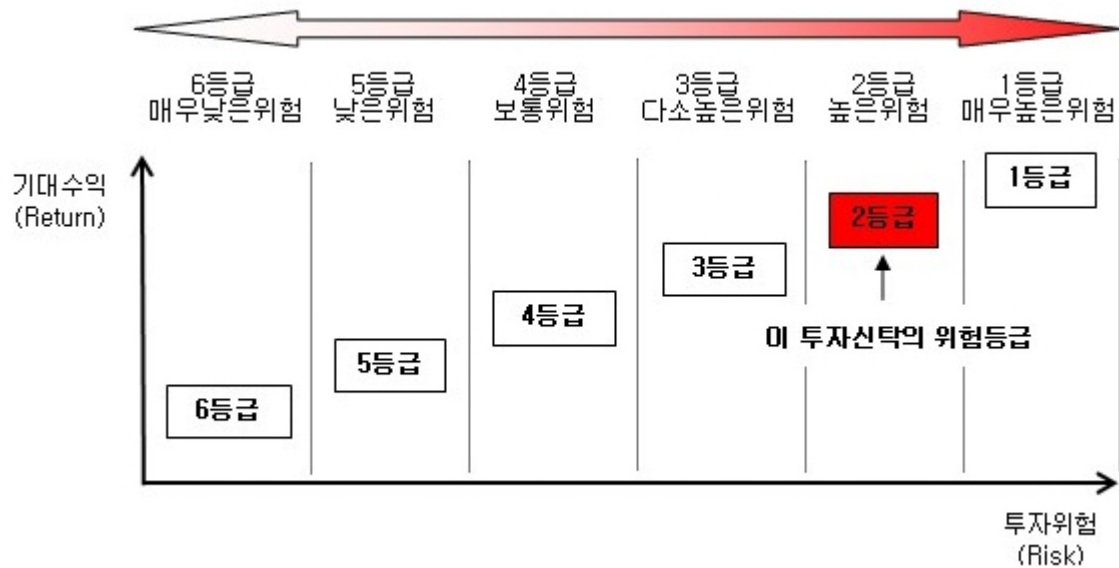 6등급 5등급 4등급 3등급 2등급 1등급
매우낮은위험 낮은위험 보통위험 다소높은위험 높은위험 매우높은위험
기대수익
(Return)
1등급
2등급
3등급
4등급
이 투자신탁의 위험등급
5등급
6등급
투자위험
(Risk)